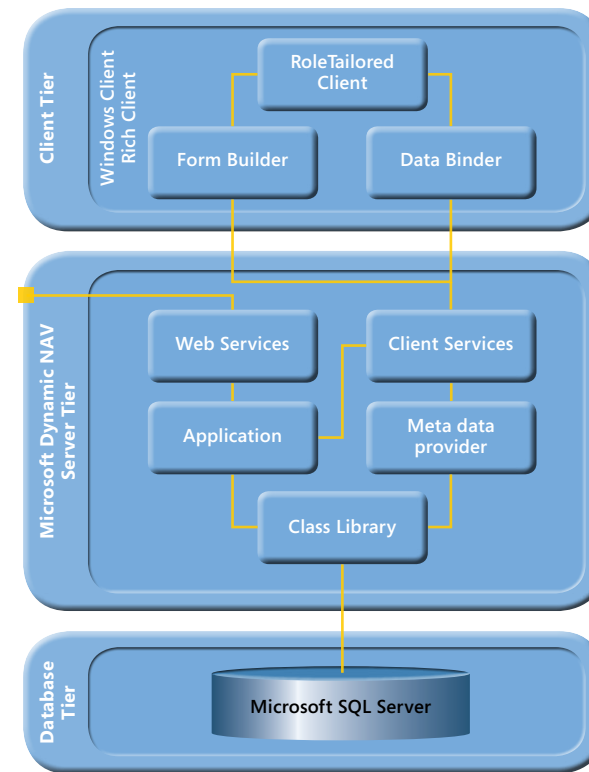 Client Tier
Windows Client
Rich Client
RoleTailored
Client
Form Builder
Data Binder
Microsoft Dynamic NAV
Server Tier
Web Services
Client Services
Application
Meta data
provider
Class Library
Database
Tier
Microsoft SQL Server